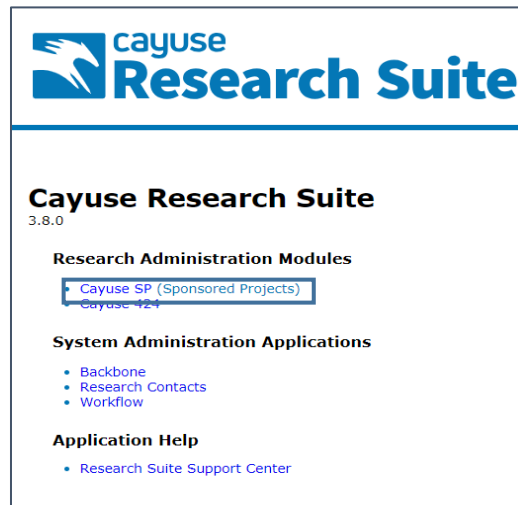 cayuse
Research Suite
Cayuse Research Suite
3.8.0
Research Administration Modules
Cayuse SP (Sponsored Projects)
Cayuse 424
System Administration Applications
Backbone
Research Contacts
Workflow
Application Help
Research Suite Support Center